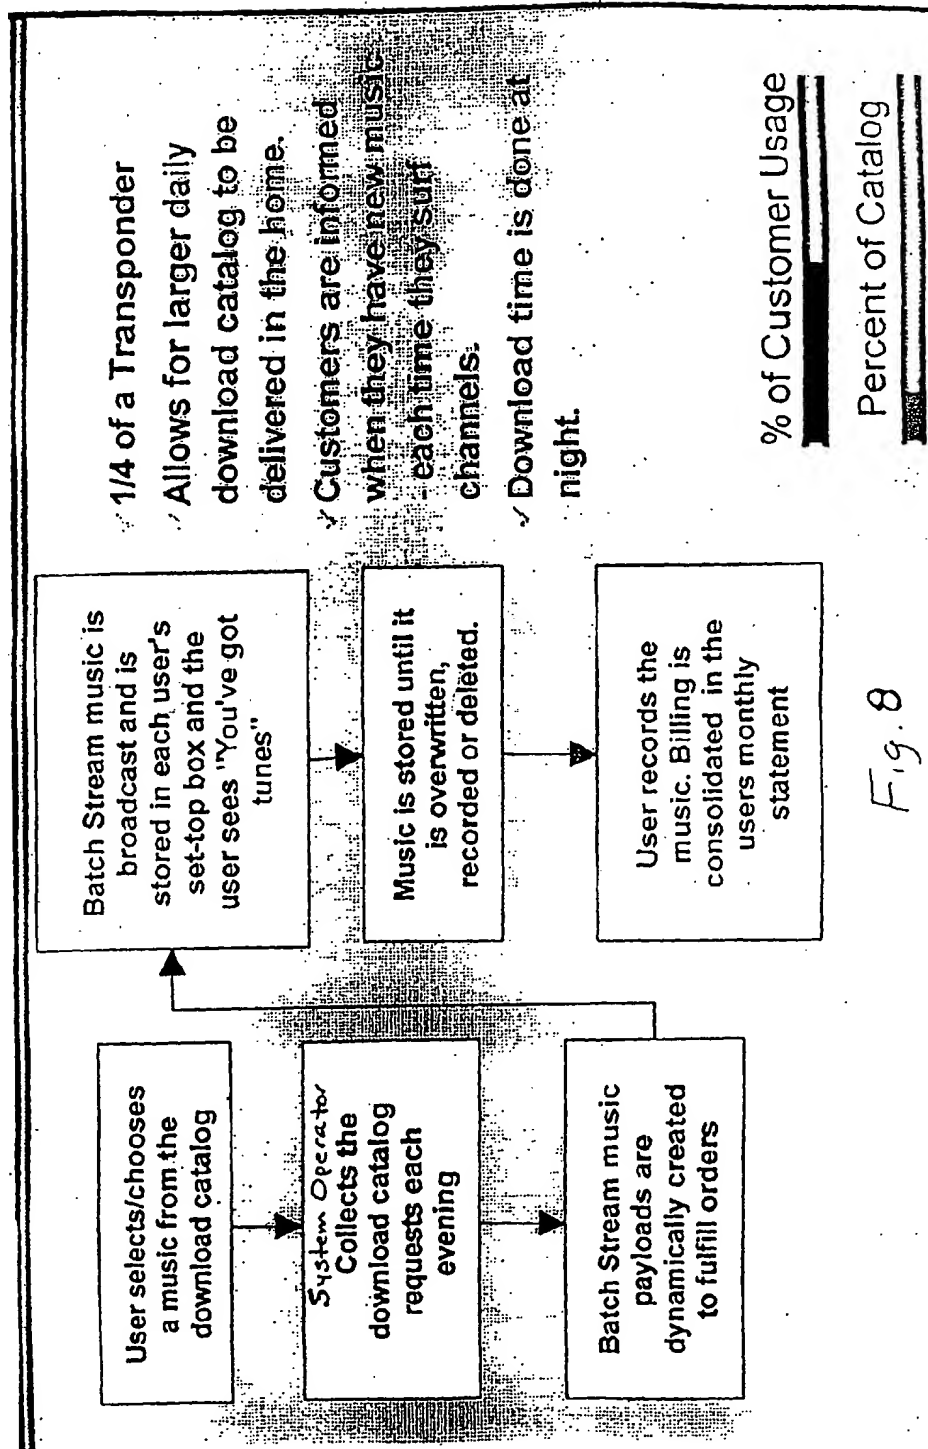 User selects/chooses
a music from the
download catalog
System Operator
Collects the
download catalog
requests each
evening
Batch Stream music
payloads are
dynamically created
to fulfill orders
Batch Stream music is
broadcast and is
stored in each user's
set-top box and the
user sees "You've got
tunes"
Music is stored until it
is overwritten,
recorded or deleted.
User records the
music. Billing is
consolidated in the
users monthly
statement
✓ 1/4 of a Transponder
✓ Allows for larger daily
download catalog to be
delivered in the home.
✓ Customers are informed
when they have new music
- each time they surf
channels.
✓ Download time is done at
night.
% of Customer Usage
Percent of Catalog
Fig. 8